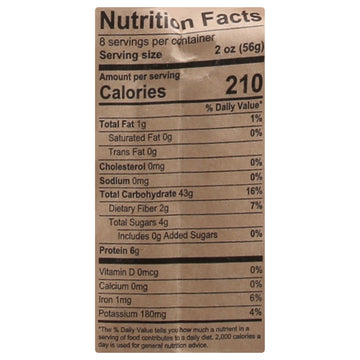 Nutrition Facts
8 servings per container
Serving size 2 oz (56g)
Amount per serving
Calories 210
% Daily Value*
Total Fat 1g 1%
Saturated Fat 0g 0%
Trans Fat 0g
Cholesterol 0mg 0%
Sodium 0mg 0%
Total Carbohydrate 43g 16%
Dietary Fiber 2g 7%
Total Sugars 4g
Includes 0g Added Sugars 0%
Protein 6g
Vitamin D 0mcg 0%
Calcium 0mg 0%
Iron 1mg 6%
Potassium 180mg 4%
*The % Daily Value tells you how much a nutrient in a
serving of food contributes to a daily diet. 2,000 calories
a day is used for general nutrition advice.